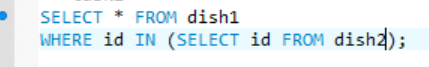 SELECT * FROM dish1
WHERE id IN (SELECT id FROM dish2);